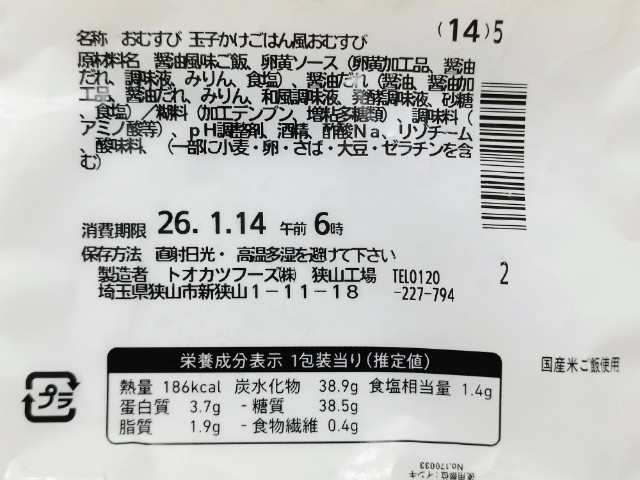 (14)5
名称 おむすび 玉子かけごはん風おむすび
原材料名 醤油風味ご飯、卵黄ソース（卵黄加工品、醤油
だれ、調味液、みりん、食塩）、醤油だれ（醤油、醤油加
工品、醤油だれ、みりん、和風調味液、発酵調味液、砂糖
、食塩）／糊料（加工デンプン、増粘多糖類）、調味料（
アミノ酸等）、ｐＨ調整剤、酒精、酢酸Ｎａ、リゾチーム
、酸味料、（一部に小麦・卵・さば・大豆・ゼラチンを含
む）
消費期限 26. 1.14 午前 6時
保存方法 直射日光・高温多湿を避けて下さい
製造者 トオカツフーズ㈱ 狭山工場 TEL0120
埼玉県狭山市新狭山１－１１－１８ -227-794
2
国産米ご飯使用
栄養成分表示 1包装当り(推定値)
熱量 186kcal 炭水化物 38.9g 食塩相当量 1.4g
蛋白質 3.7g - 糖質 38.5g
脂質 1.9g - 食物繊維 0.4g
プラ
使用部位：インキ
No.170033